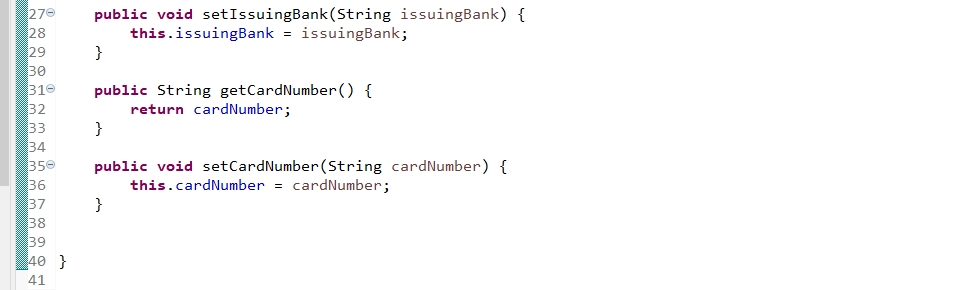 27 public void setIssuingBank(String issuingBank) {
28 this.issuingBank = issuingBank;
29 }
30
31 public String getCardNumber() {
32 return cardNumber;
33 }
34
35 public void setCardNumber(String cardNumber) {
36 this.cardNumber = cardNumber;
37 }
38
39
40 }
41